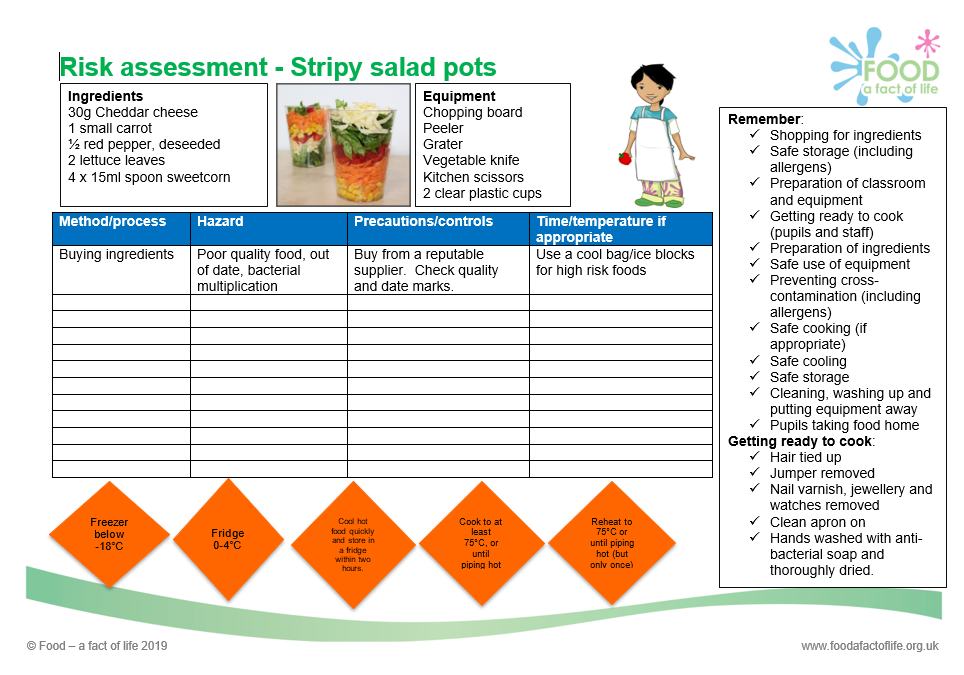 Risk assessment - Stripy salad pots
FOOD
a fact of life
Ingredients
30g Cheddar cheese
1 small carrot
½ red pepper, deseeded
2 lettuce leaves
4 x 15ml spoon sweetcorn
Equipment
Chopping board
Peeler
Grater
Vegetable knife
Kitchen scissors
2 clear plastic cups
Method/process
Hazard
Precautions/controls
Time/temperature if
appropriate
Buying ingredients
Poor quality food, out
of date, bacterial
multiplication
Buy from a reputable
supplier.  Check quality
and date marks.
Use a cool bag/ice blocks
for high risk foods
Remember:
✓ Shopping for ingredients
✓ Safe storage (including
allergens)
✓ Preparation of classroom
and equipment
✓ Getting ready to cook
(pupils and staff)
✓ Preparation of ingredients
✓ Safe use of equipment
✓ Preventing cross-
contamination (including
allergens)
✓ Safe cooking (if
appropriate)
✓ Safe cooling
✓ Safe storage
✓ Cleaning, washing up and
putting equipment away
✓ Pupils taking food home
Getting ready to cook:
✓ Hair tied up
✓ Jumper removed
✓ Nail varnish, jewellery and
watches removed
✓ Clean apron on
✓ Hands washed with anti-
bacterial soap and
thoroughly dried.
Freezer
below
-18°C
Fridge
0-4°C
Cool hot
food quickly
and store in
a fridge
within two
hours.
Cook to at
least
75°C, or
until
piping hot
Reheat to
75°C or
until piping
hot (but
only once)
© Food – a fact of life 2019
www.foodafactoflife.org.uk